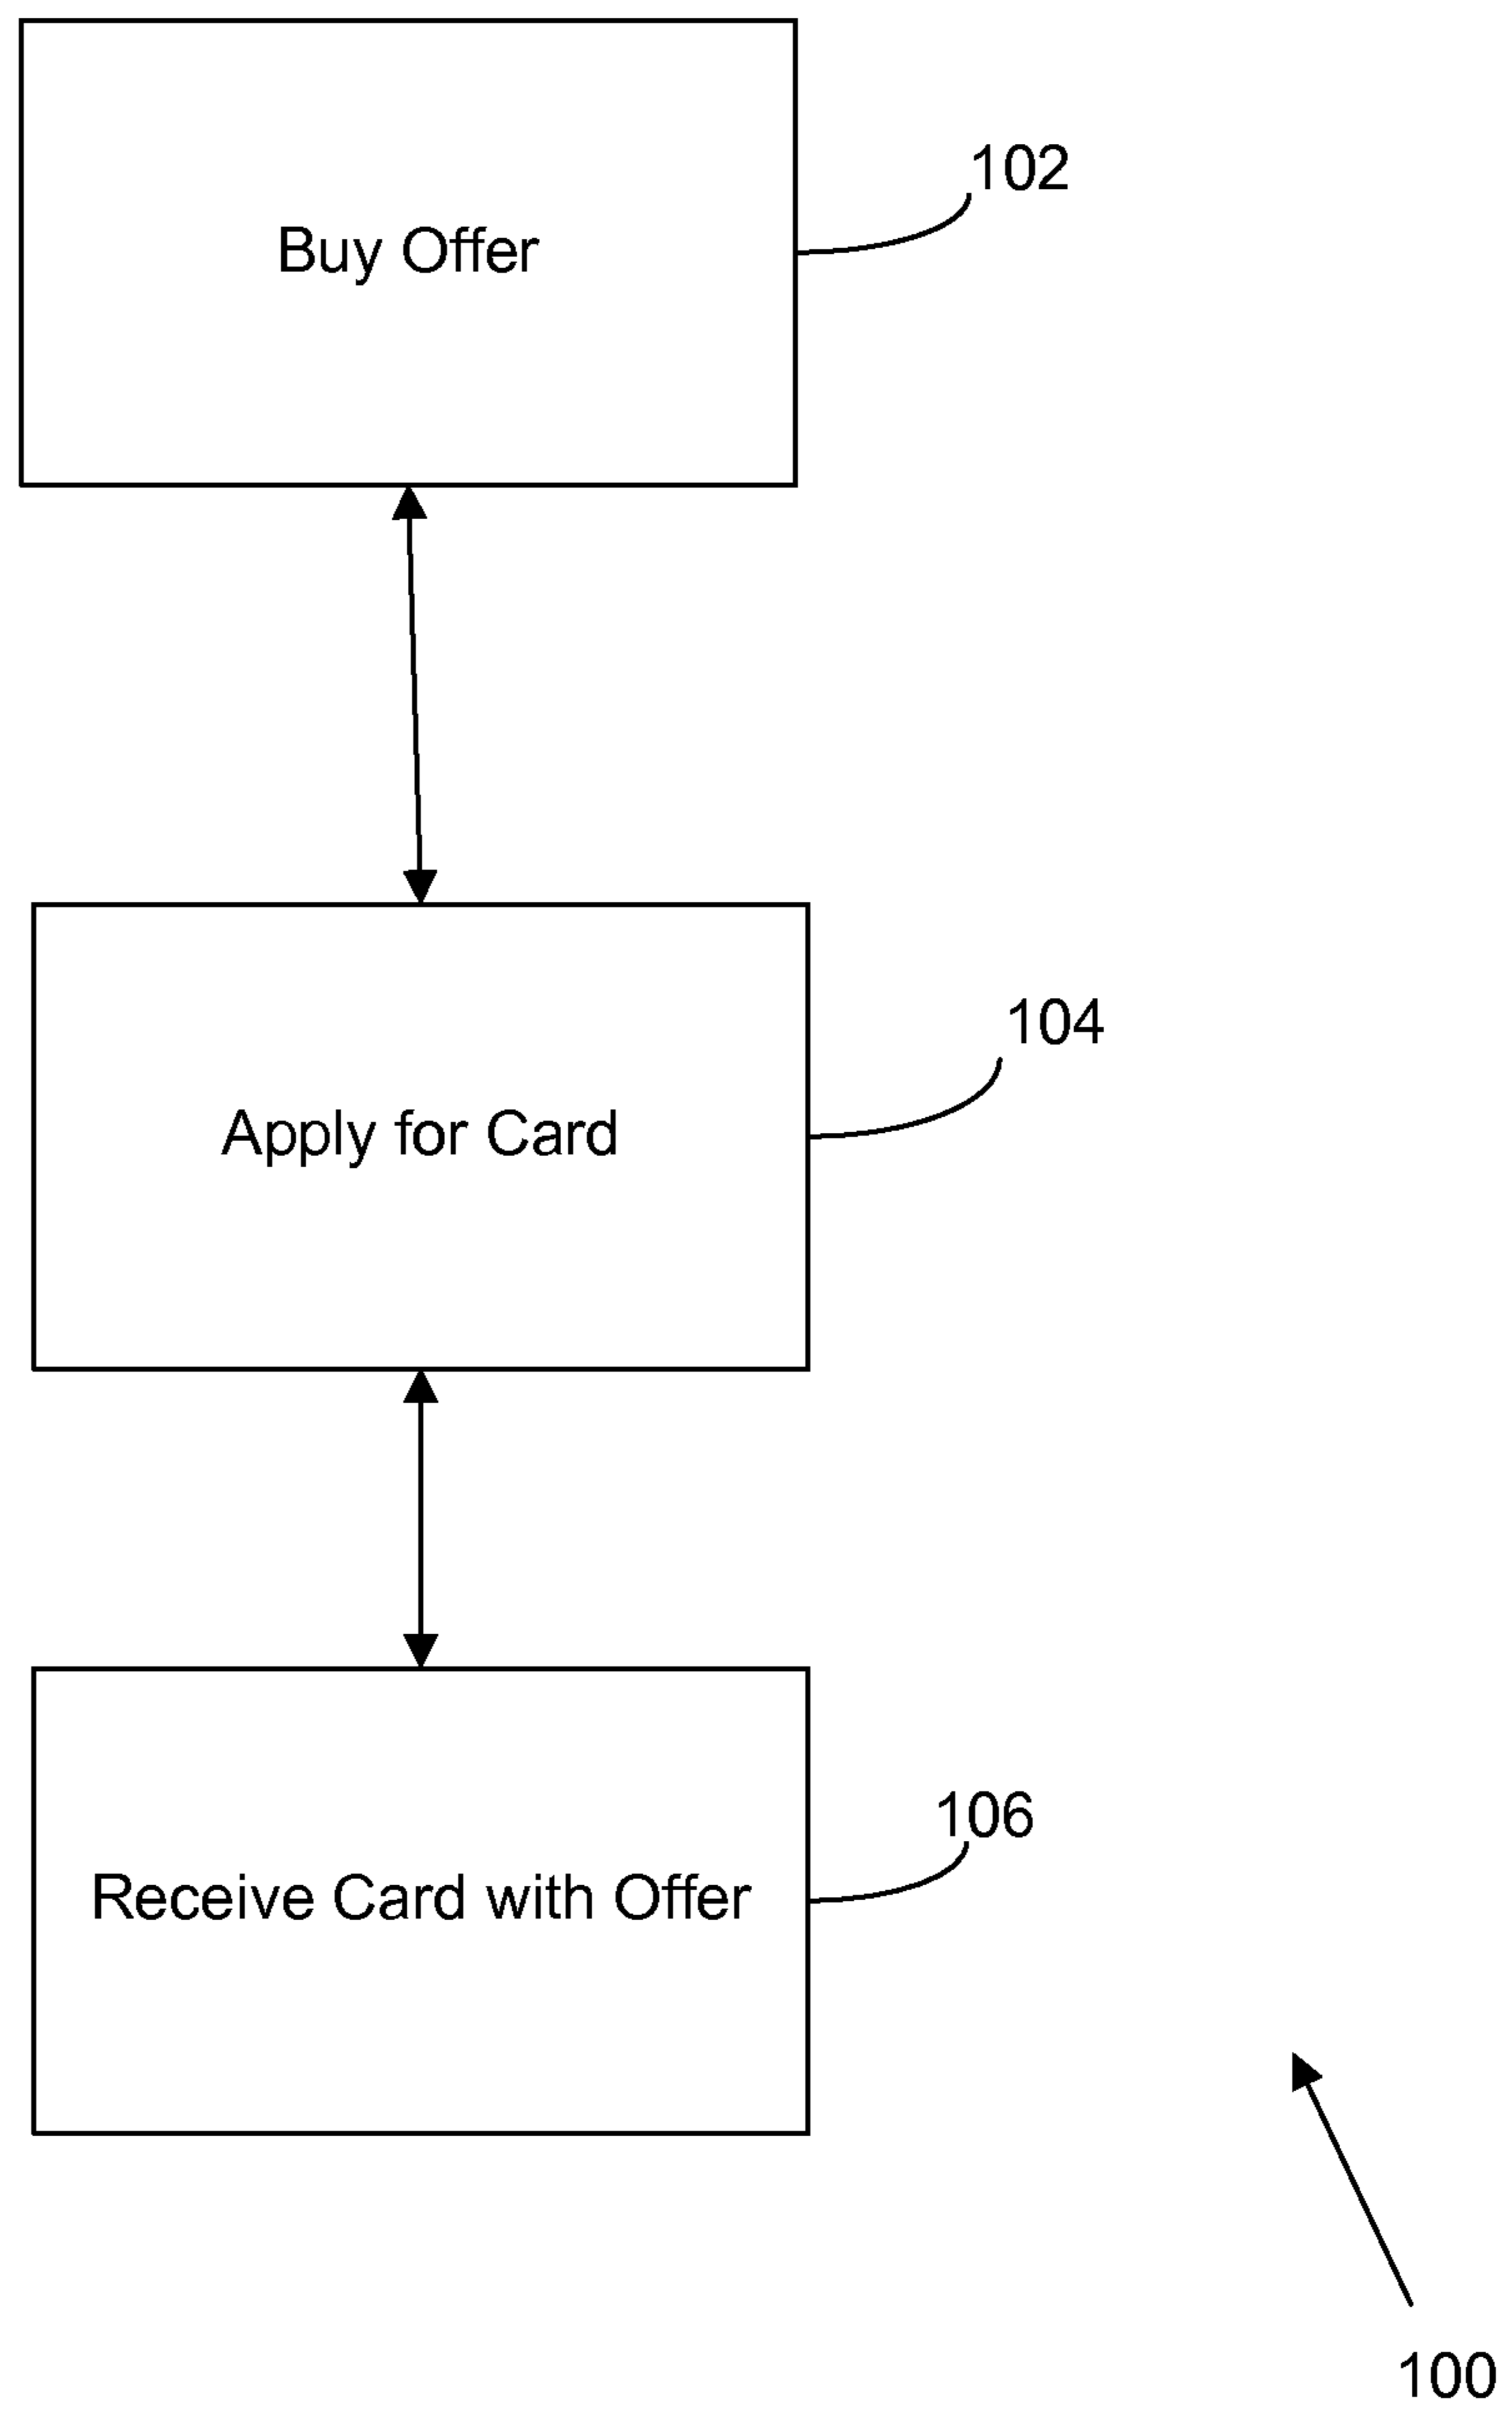 Buy Offer
102
Apply for Card
104
Receive Card with Offer
106
100